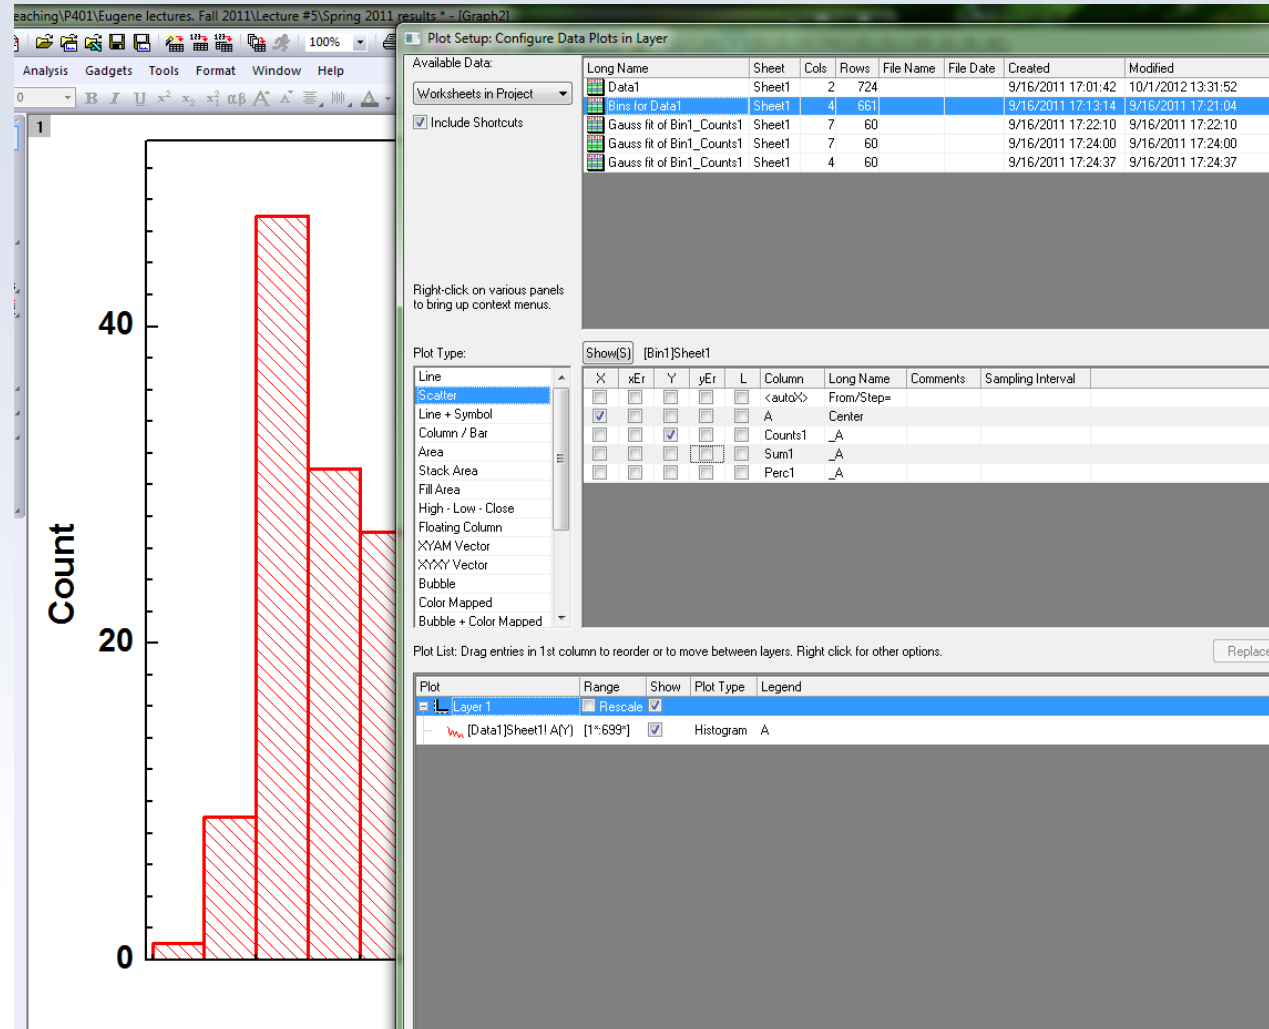 eaching\P401\Eugene lectures. Fall 2011\Lecture #5\Spring 2011 results * - [Graph2]
100%
Analysis Gadgets Tools Format Window Help
0 B I U x² x₂ x²₁ αβ A A A
1
40
20
0
Count
Plot Setup: Configure Data Plots in Layer
Available Data:
Worksheets in Project
Include Shortcuts
Right-click on various panels
to bring up context menus.
Long Name Sheet Cols Rows File Name File Date Created Modified
Data1 Sheet1 2 724 9/16/2011 17:01:42 10/1/2012 13:31:52
Bins for Data1 Sheet1 4 661 9/16/2011 17:13:14 9/16/2011 17:21:04
Gauss fit of Bin1_Counts1 Sheet1 7 60 9/16/2011 17:22:10 9/16/2011 17:22:10
Gauss fit of Bin1_Counts1 Sheet1 7 60 9/16/2011 17:24:00 9/16/2011 17:24:00
Gauss fit of Bin1_Counts1 Sheet1 4 60 9/16/2011 17:24:37 9/16/2011 17:24:37
Plot Type:
Line
Scatter
Line + Symbol
Column / Bar
Area
Stack Area
Fill Area
High - Low - Close
Floating Column
XYAM Vector
XYXY Vector
Bubble
Color Mapped
Bubble + Color Mapped
Show(S) [Bin1]Sheet1
X xEr Y yEr L Column Long Name Comments Sampling Interval
<autoX> From/Step=
A Center
Counts1 _A
Sum1 _A
Perc1 _A
Plot List: Drag entries in 1st column to reorder or to move between layers. Right click for other options.
Replace
Plot Range Show Plot Type Legend
Layer 1 Rescale
[Data1]Sheet1! A(Y) [1*:699*] Histogram A